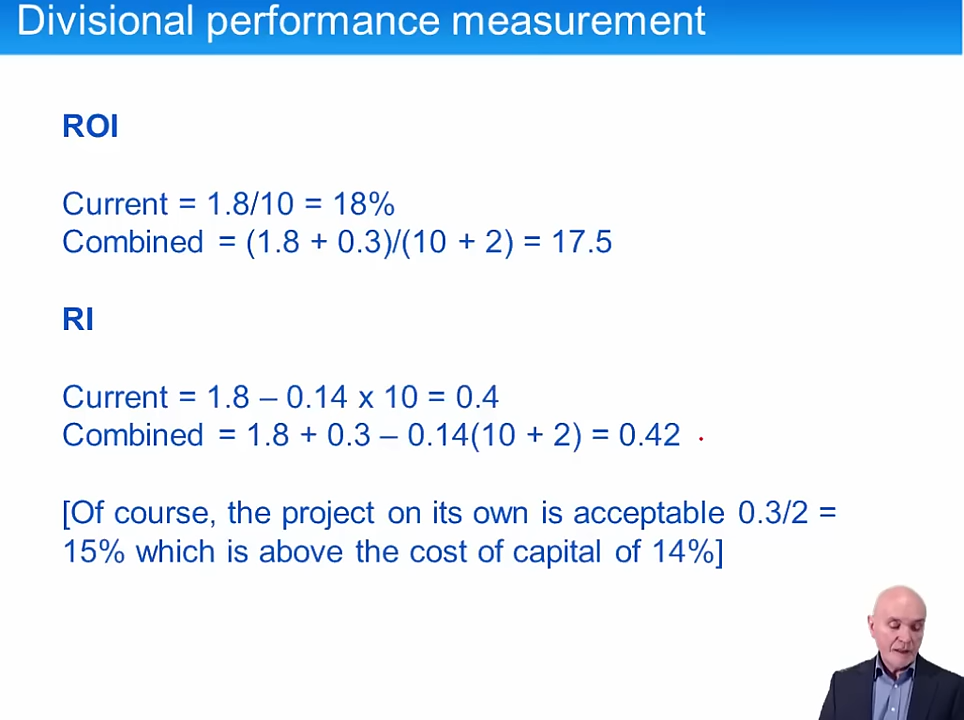 Divisional performance measurement
ROI
Current = 1.8/10 = 18%
Combined = (1.8 + 0.3)/(10 + 2) = 17.5
RI
Current = 1.8 – 0.14 x 10 = 0.4
Combined = 1.8 + 0.3 – 0.14(10 + 2) = 0.42
[Of course, the project on its own is acceptable 0.3/2 =
15% which is above the cost of capital of 14%]